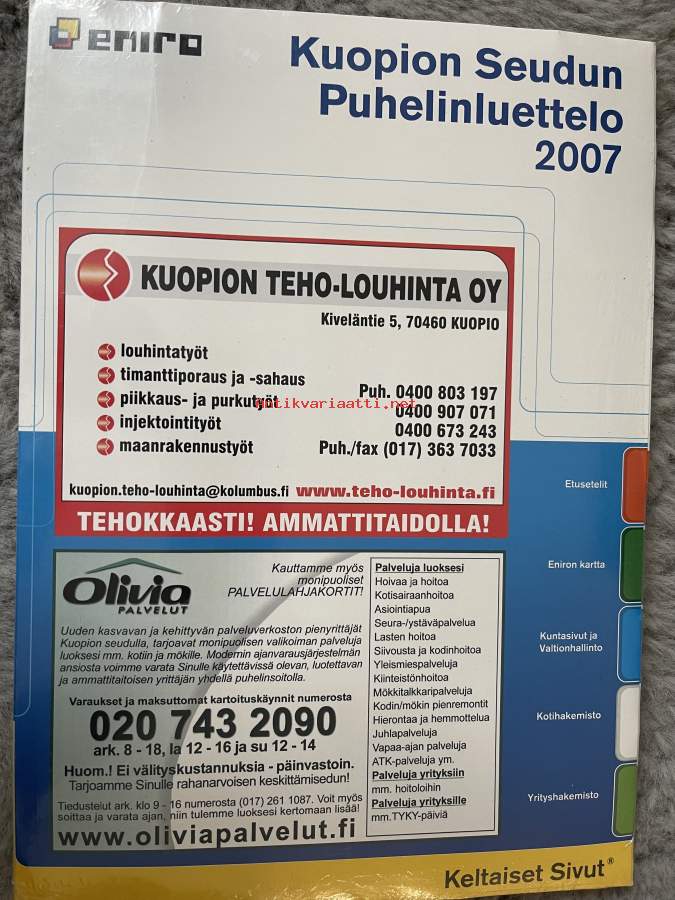 eniro
Kuopion Seudun
Puhelinluettelo
2007
KUOPION TEHO-LOUHINTA OY
Kiveläntie 5, 70460 KUOPIO
louhintatyöt
timanttiporaus ja -sahaus
piikkaus- ja purkutyöt
injektointityöt
maanrakennustyöt
Puh. 0400 803 197
0400 907 071
0400 673 243
Puh./fax (017) 363 7033
antikvariaatti.net
kuopion.teho-louhinta@kolumbus.fi www.teho-louhinta.fi
TEHOKKAASTI! AMMATTITAIDOLLA!
Olivia
PALVELUT
Kauttamme myös
monipuoliset
PALVELULAHJAKORTIT!
Uuden kasvavan ja kehittyvän palveluverkoston pienyrittäjät
Kuopion seudulla, tarjoavat monipuolisen valikoiman palveluja
luoksesi mm. kotiin ja mökille. Modernin ajanvarausjärjestelmän
ansiosta voimme varata Sinulle käytettävissä olevan, luotettavan
ja ammattitaitoisen yrittäjän yhdellä puhelinsoitolla.
Varaukset ja maksuttomat kartoituskäynnit numerosta
020 743 2090
ark. 8 - 18, la 12 - 16 ja su 12 - 14
Huom.! Ei välityskustannuksia - päinvastoin.
Tarjoamme Sinulle rahanarvoisen keskittämisedun!
Tiedustelut ark. klo 9 - 16 numerosta (017) 261 1087. Voit myös
soittaa ja varata ajan, niin tulemme luoksesi kertomaan lisää!
www.oliviapalvelut.fi
Palveluja luoksesi
Hoivaa ja hoitoa
Kotisairaanhoitoa
Asiointiapua
Seura-/ystäväpalvelua
Lasten hoitoa
Siivousta ja kodinhoitoa
Yleismiespalveluja
Kiinteistönhoitoa
Mökkitalkkaripalveluja
Kodin/mökin pienremontit
Hierontaa ja hemmottelua
Juhlapalveluja
Vapaa-ajan palveluja
ATK-palveluja ym.
Palveluja yrityksiin
mm. hoitoloihin
Palveluja yrityksille
mm. TYKY-päiviä
Etusetelit
Eniron kartta
Kuntasivut ja
Valtionhallinto
Kotihakemisto
Yrityshakemisto
Keltaiset Sivut®